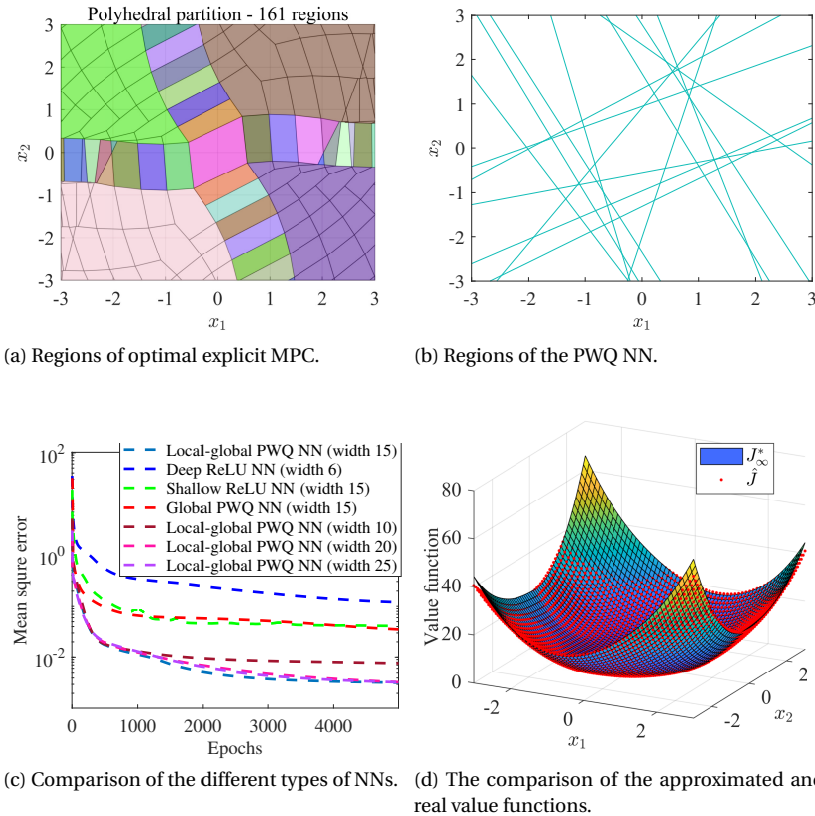 Polyhedral partition - 161 regions
3
2
1
0
-1
-2
-3
x2
-3 -2 -1 0 1 2 3
x1
(a) Regions of optimal explicit MPC.
3
2
1
0
-1
-2
-3
x2
-3 -2 -1 0 1 2 3
x1
(b) Regions of the PWQ NN.
10^2
10^0
10^-2
Mean squre error
Local-global PWQ NN (width 15)
Deep ReLU NN (width 6)
Shallow ReLU NN (width 15)
Global PWQ NN (width 15)
Local-global PWQ NN (width 10)
Local-global PWQ NN (width 20)
Local-global PWQ NN (width 25)
0 1000 2000 3000 4000
Epochs
(c) Comparison of the different types of NNs.
J*∞
Ĵ
80
60
40
20
0
Value function
-2 0 2
x1
-2 0 2
x2
(d) The comparison of the approximated and
real value functions.